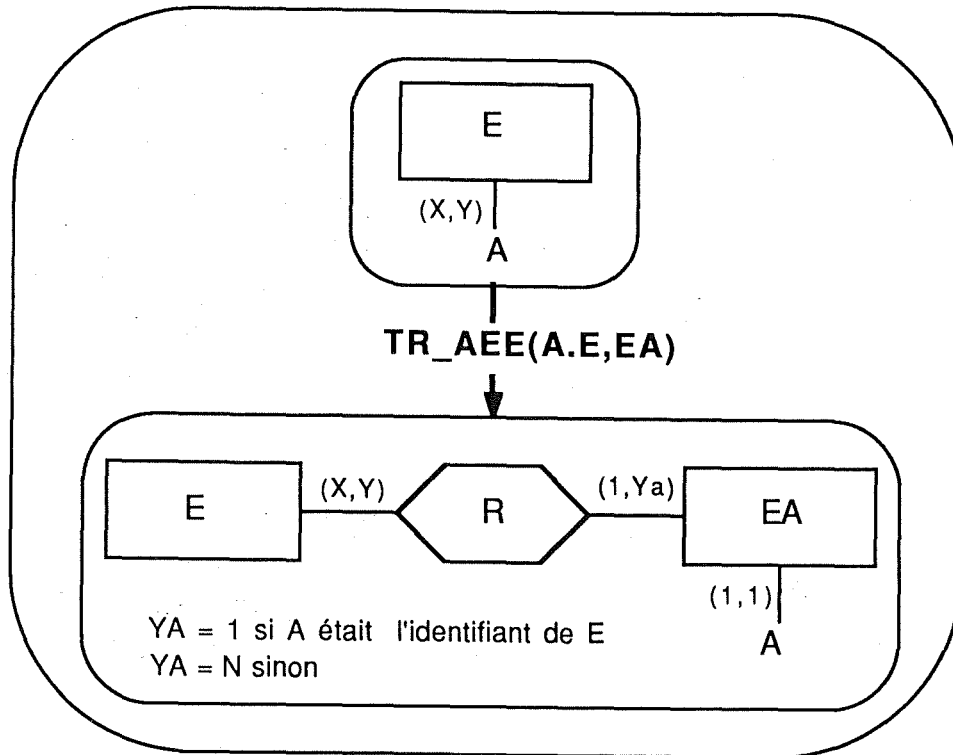 E
(X,Y)
A
TR_AEE(A.E,EA)
E
(X,Y)
R
(1,Ya)
EA
(1,1)
A
YA = 1 si A était l'identifiant de E
YA = N sinon